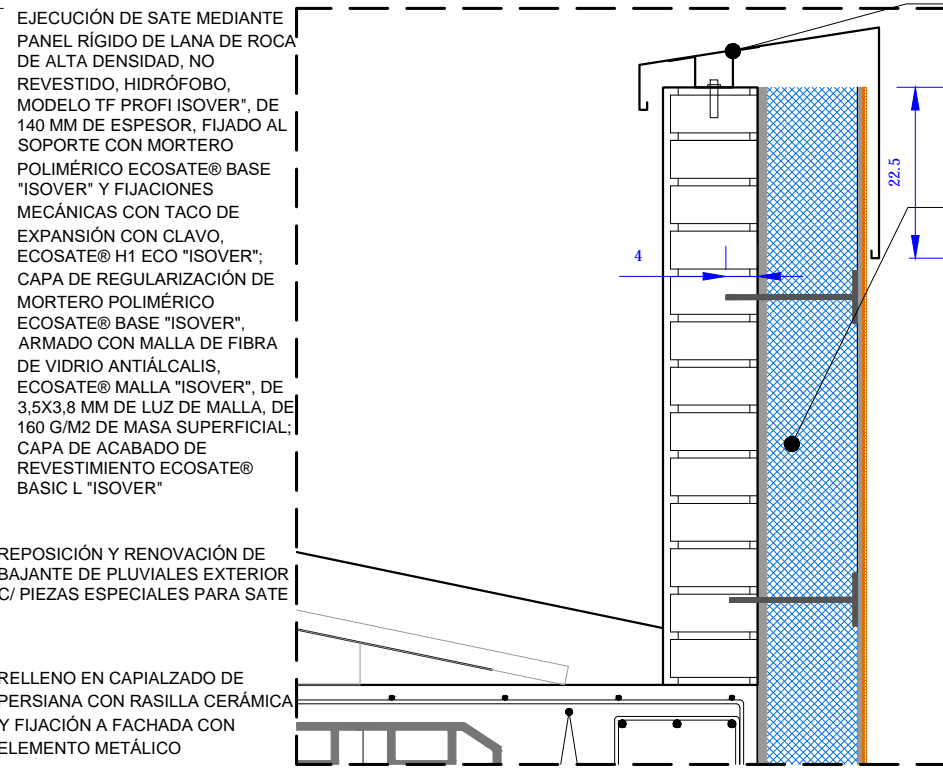 EJECUCIÓN DE SATE MEDIANTE
PANEL RÍGIDO DE LANA DE ROCA
DE ALTA DENSIDAD, NO
REVESTIDO, HIDRÓFOBO,
MODELO TF PROFI ISOVER", DE
140 MM DE ESPESOR, FIJADO AL
SOPORTE CON MORTERO
POLIMÉRICO ECOSATE® BASE
"ISOVER" Y FIJACIONES
MECÁNICAS CON TACO DE
EXPANSIÓN CON CLAVO,
ECOSATE® H1 ECO "ISOVER";
CAPA DE REGULARIZACIÓN DE
MORTERO POLIMÉRICO
ECOSATE® BASE "ISOVER",
ARMADO CON MALLA DE FIBRA
DE VIDRIO ANTIÁLCALIS,
ECOSATE® MALLA "ISOVER", DE
3,5X3,8 MM DE LUZ DE MALLA, DE
160 G/M2 DE MASA SUPERFICIAL;
CAPA DE ACABADO DE
REVESTIMIENTO ECOSATE®
BASIC L "ISOVER"
REPOSICIÓN Y RENOVACIÓN DE
BAJANTE DE PLUVIALES EXTERIOR
C/ PIEZAS ESPECIALES PARA SATE
RELLENO EN CAPIALZADO DE
PERSIANA CON RASILLA CERÁMICA
Y FIJACIÓN A FACHADA CON
ELEMENTO METÁLICO
4
22.5